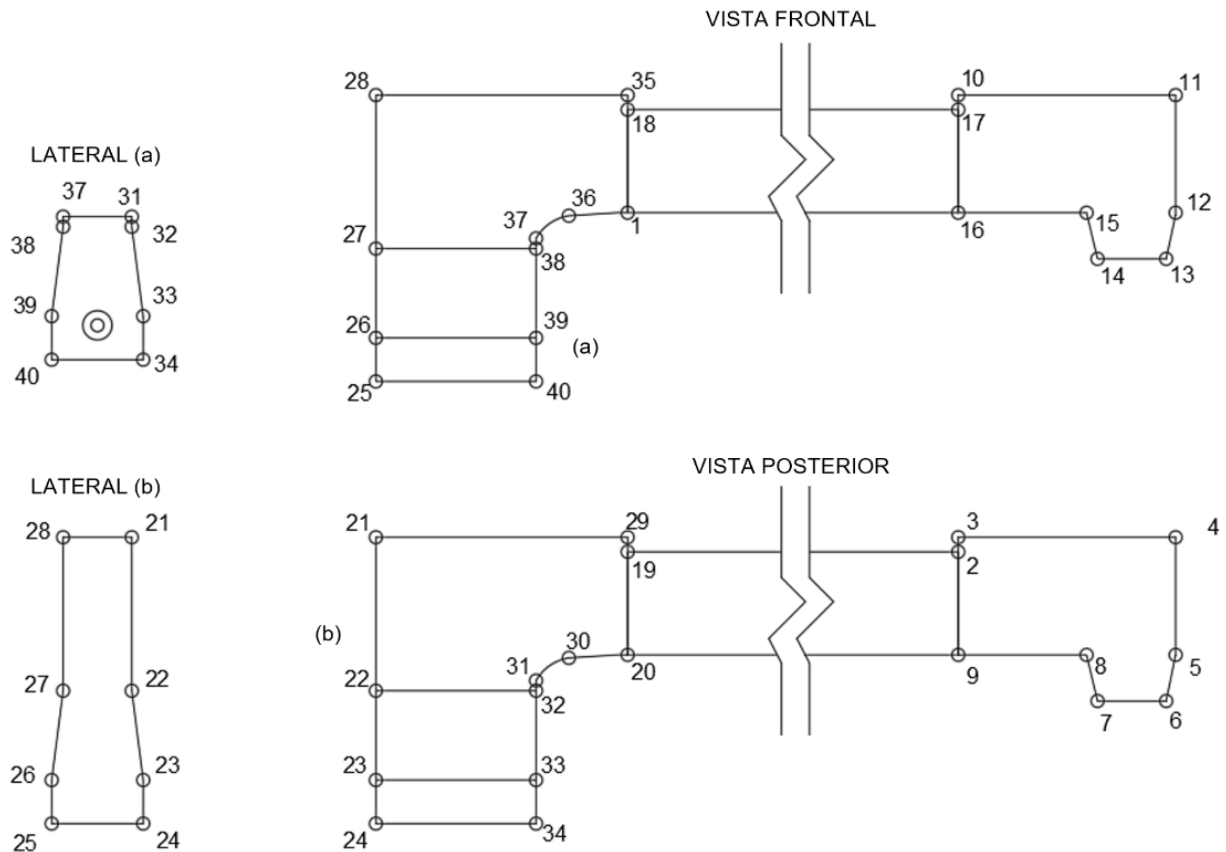 VISTA FRONTAL
28 35 10 11
18 17
LATERAL (a)
37 31
38 32
39 33
40 34
37 36 1 16 15 12
27 38 14 13
26 39 (a)
25 40
VISTA POSTERIOR
LATERAL (b)
28 21
27 22
26 23
25 24
21 29 3 4
19 2
(b) 30 20 9 8 5
22 31 32 7 6
23 33
24 34